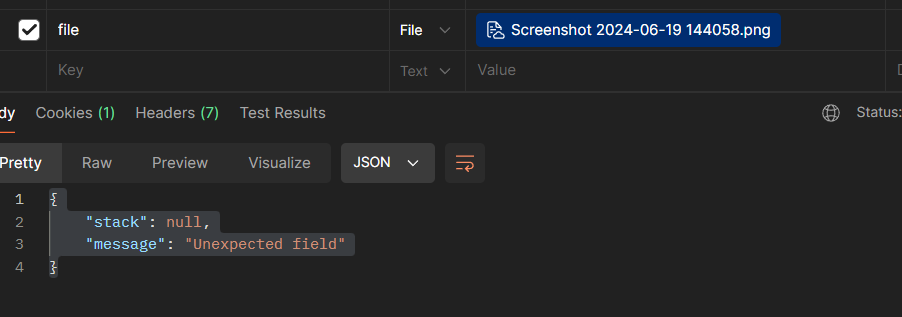 file File Screenshot 2024-06-19 144058.png
Key Text Value
Cookies (1) Headers (7) Test Results Status:
Pretty Raw Preview Visualize JSON
1 {
2 "stack": null,
3 "message": "Unexpected field"
4 }